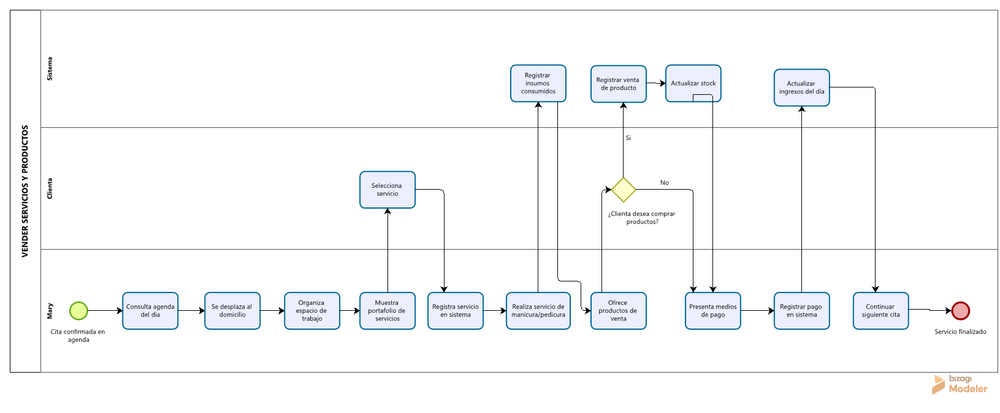 VENDER SERVICIOS Y PRODUCTOS
Sistema
Registrar
insumos
consumidos
Registrar venta
de producto
Actualizar stock
Actualizar
ingresos del día
Clienta
Si
Selecciona
servicio
No
¿Clienta desea comprar
productos?
Mary
Cita confirmada en
agenda
Consulta agenda
del dia
Se desplaza al
domicilio
Organiza
espacio de
trabajo
Muestra
portafolio de
servicios
Registra servicio
en sistema
Realiza servicio de
manicura/pedicura
Ofrece
productos de
venta
Presenta medios
de pago
Registrar pago
en sistema
Continuar
siguiente cita
Servicio finalizado
bizagi
Modeler